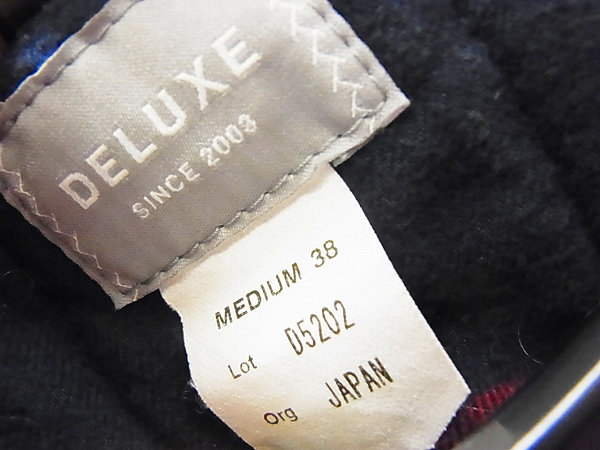 DELUXE
SINCE 2003
MEDIUM 38
Lot D5202
Org JAPAN